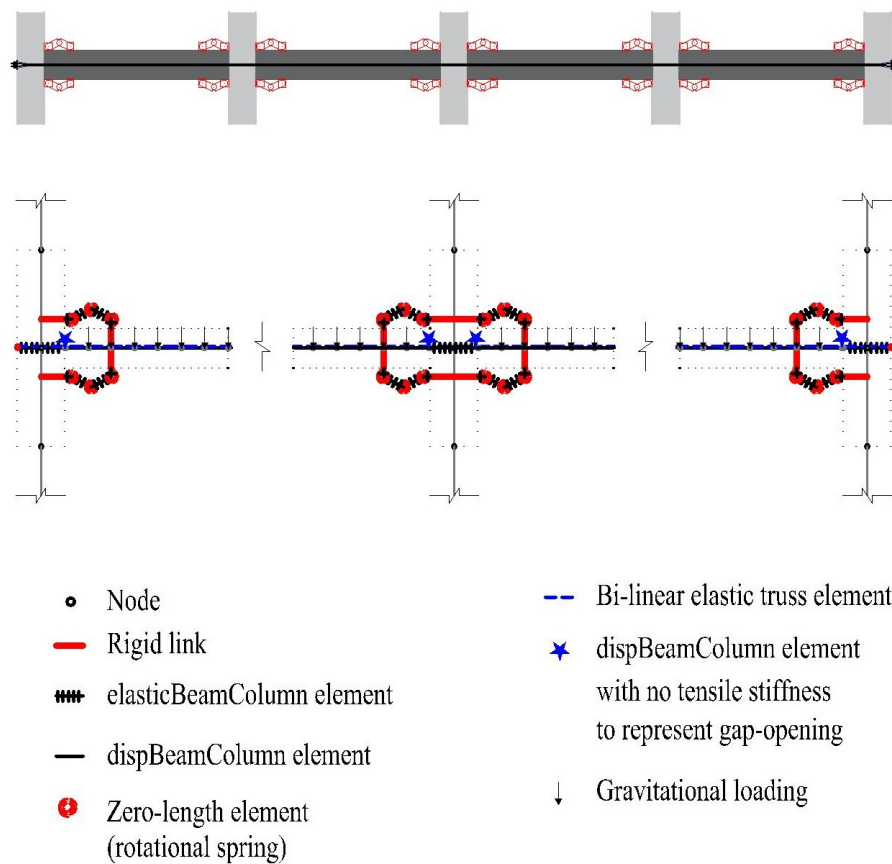 Node
Rigid link
elasticBeamColumn element
dispBeamColumn element
Zero-length element
(rotational spring)
Bi-linear elastic truss element
dispBeamColumn element
with no tensile stiffness
to represent gap-opening
Gravitational loading